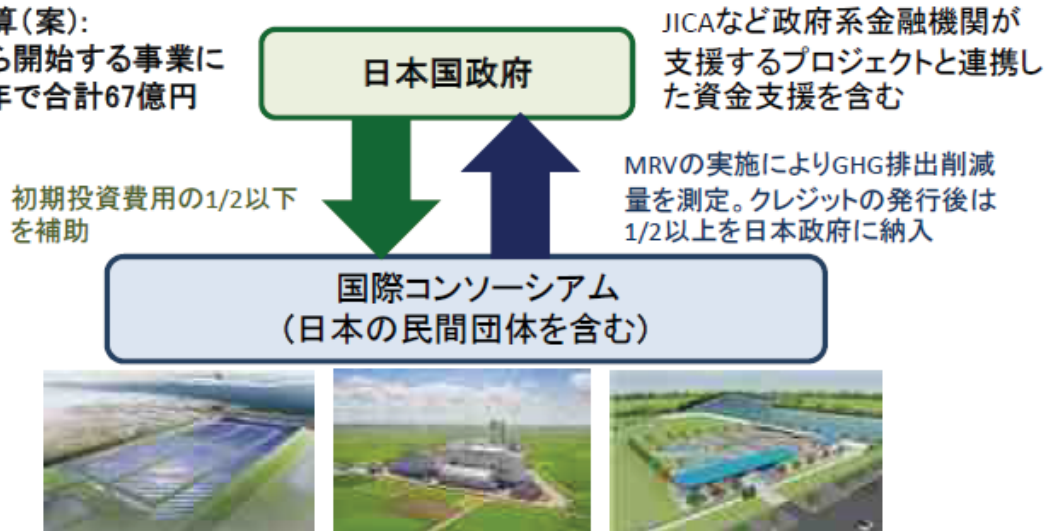 算(案):
ら開始する事業に
年で合計67億円
日本国政府
JICAなど政府系金融機関が
支援するプロジェクトと連携し
た資金支援を含む
初期投資費用の1/2以下
を補助
MRVの実施によりGHG排出削減
量を測定。クレジットの発行後は
1/2以上を日本政府に納入
国際コンソーシアム
(日本の民間団体を含む)